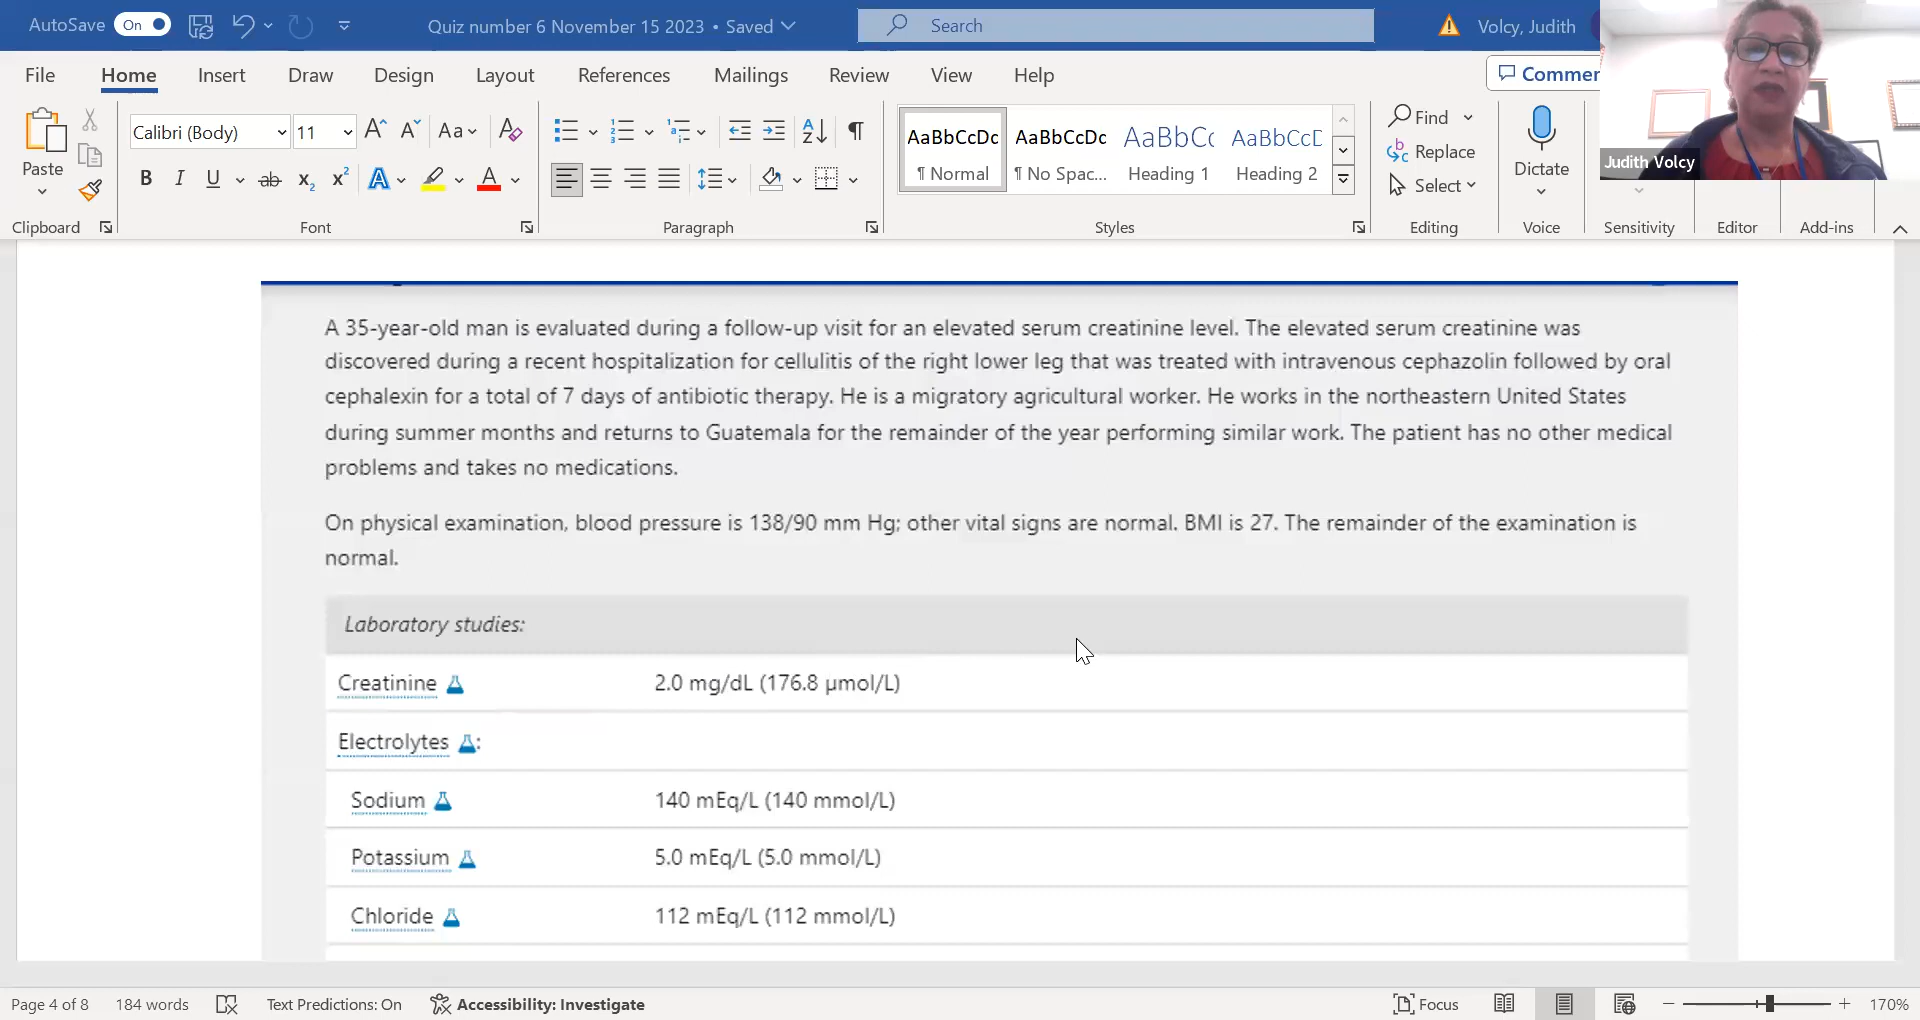 AutoSave On Quiz number 6 November 15 2023 • Saved Search Volcy, Judith
File Home Insert Draw Design Layout References Mailings Review View Help
Paste
Calibri (Body) 11 Aa
B I U ab x2 x2 A A
AaBbCcDc AaBbCcDc AaBbCc AaBbCcD
¶ Normal ¶ No Spac... Heading 1 Heading 2
Find
Replace
Select
Dictate
Judith Volcy
Clipboard Font Paragraph Styles Editing Voice Sensitivity Editor Add-ins
A 35-year-old man is evaluated during a follow-up visit for an elevated serum creatinine level. The elevated serum creatinine was
discovered during a recent hospitalization for cellulitis of the right lower leg that was treated with intravenous cephazolin followed by oral
cephalexin for a total of 7 days of antibiotic therapy. He is a migratory agricultural worker. He works in the northeastern United States
during summer months and returns to Guatemala for the remainder of the year performing similar work. The patient has no other medical
problems and takes no medications.
On physical examination, blood pressure is 138/90 mm Hg; other vital signs are normal. BMI is 27. The remainder of the examination is
normal.
Laboratory studies:
Creatinine 2.0 mg/dL (176.8 µmol/L)
Electrolytes :
Sodium 140 mEq/L (140 mmol/L)
Potassium 5.0 mEq/L (5.0 mmol/L)
Chloride 112 mEq/L (112 mmol/L)
Page 4 of 8 184 words Text Predictions: On Accessibility: Investigate Focus 170%